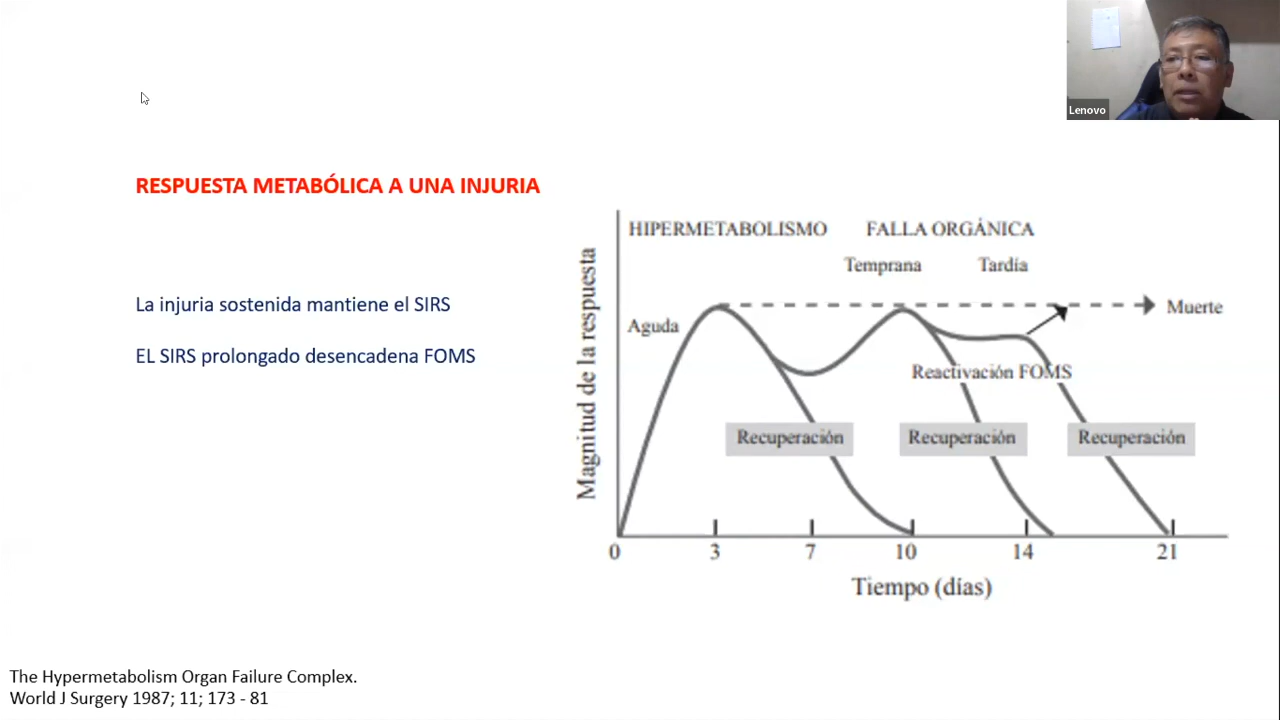 Lenovo
RESPUESTA METABÓLICA A UNA INJURIA
La injuria sostenida mantiene el SIRS
EL SIRS prolongado desencadena FOMS
HIPERMETABOLISMO FALLA ORGÁNICA
Temprana Tardía
Magnitud de la respuesta
Aguda
Muerte
Reactivación FOMS
Recuperación Recuperación Recuperación
0 3 7 10 14 21
Tiempo (días)
The Hypermetabolism Organ Failure Complex.
World J Surgery 1987; 11; 173 - 81